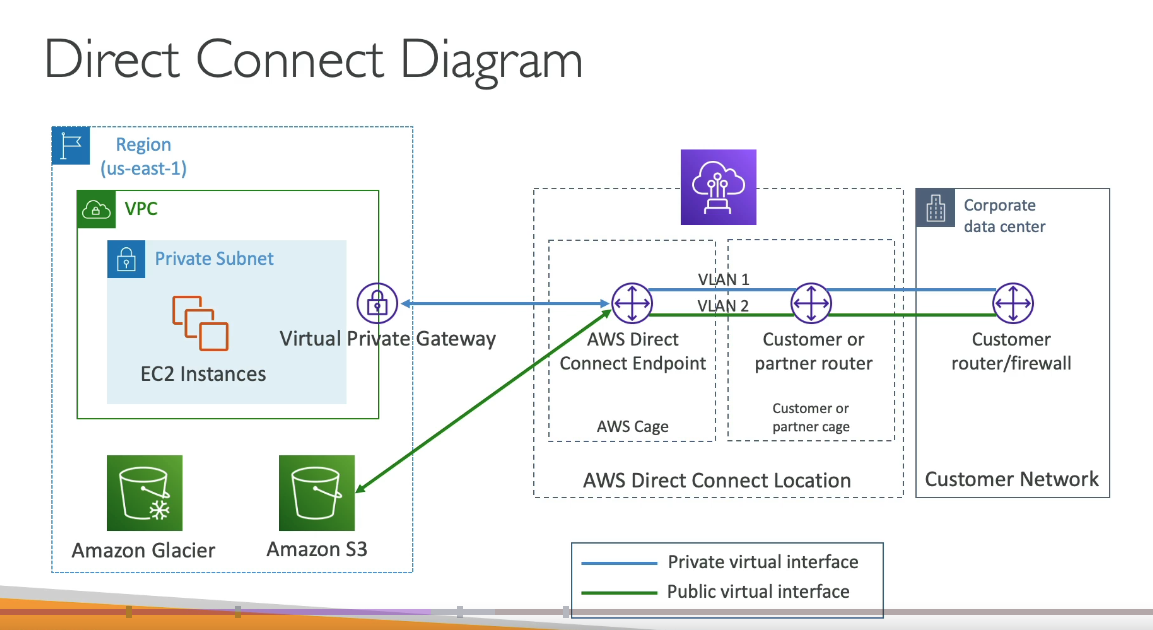 Direct Connect Diagram
Region
(us-east-1)
VPC
Private Subnet
EC2 Instances
Virtual Private Gateway
Amazon Glacier
Amazon S3
VLAN 1
VLAN 2
AWS Direct
Connect Endpoint
AWS Cage
Customer or
partner router
Customer or
partner cage
AWS Direct Connect Location
Corporate
data center
Customer
router/firewall
Customer Network
Private virtual interface
Public virtual interface